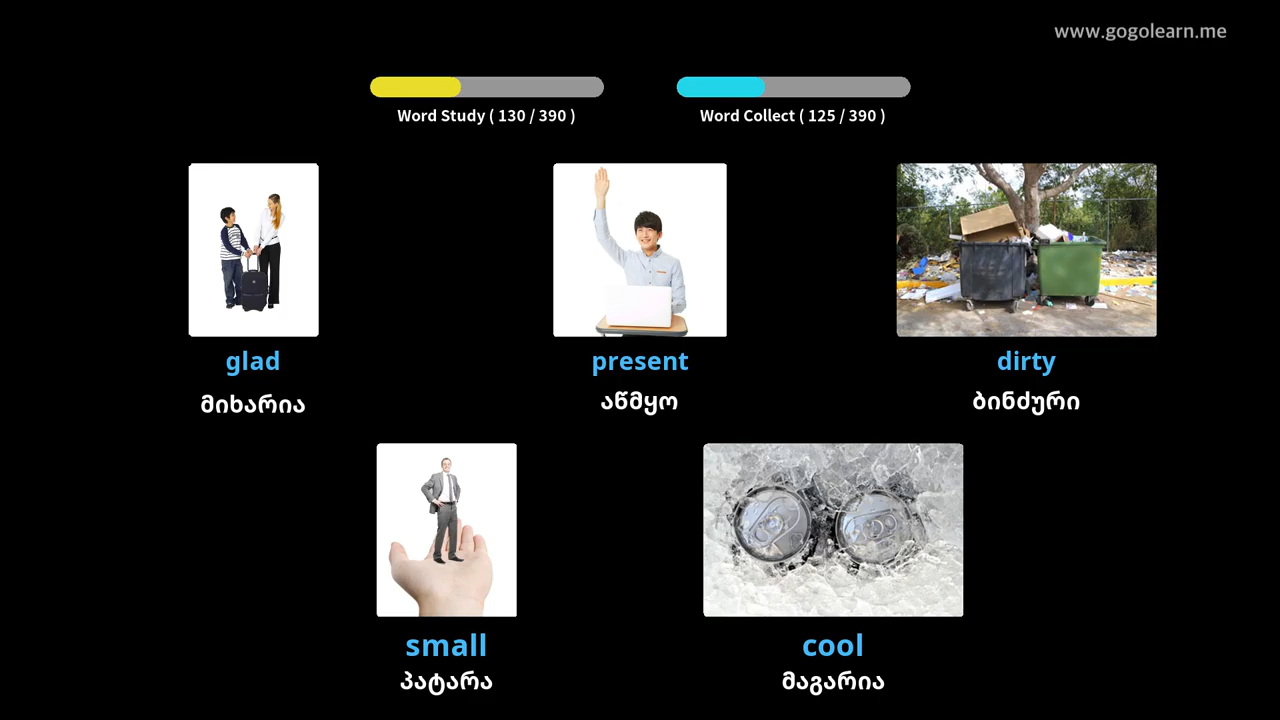 www.gogolearn.me
Word Study ( 130 / 390 )
Word Collect ( 125 / 390 )
glad
present
dirty
მიხარია
აწმყო
ბინძური
small
cool
პატარა
მაგარია